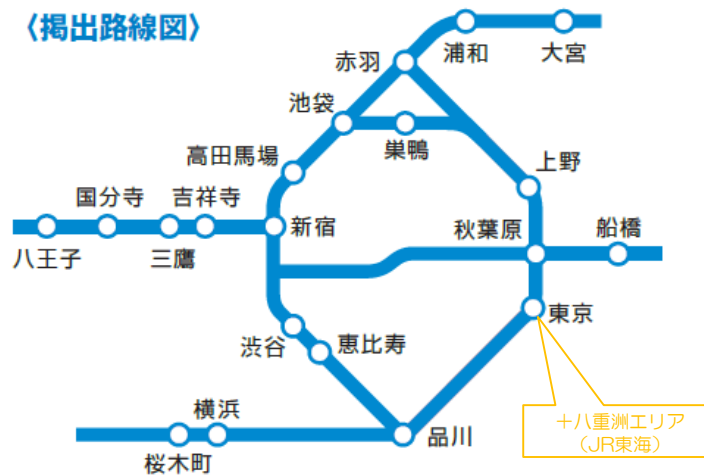 〈掲出路線図〉
浦和
大宮
赤羽
池袋
巣鴨
高田馬場
上野
国分寺
吉祥寺
新宿
秋葉原
船橋
八王子
三鷹
東京
渋谷
恵比寿
横浜
品川
桜木町
＋八重洲エリア
（JR東海）